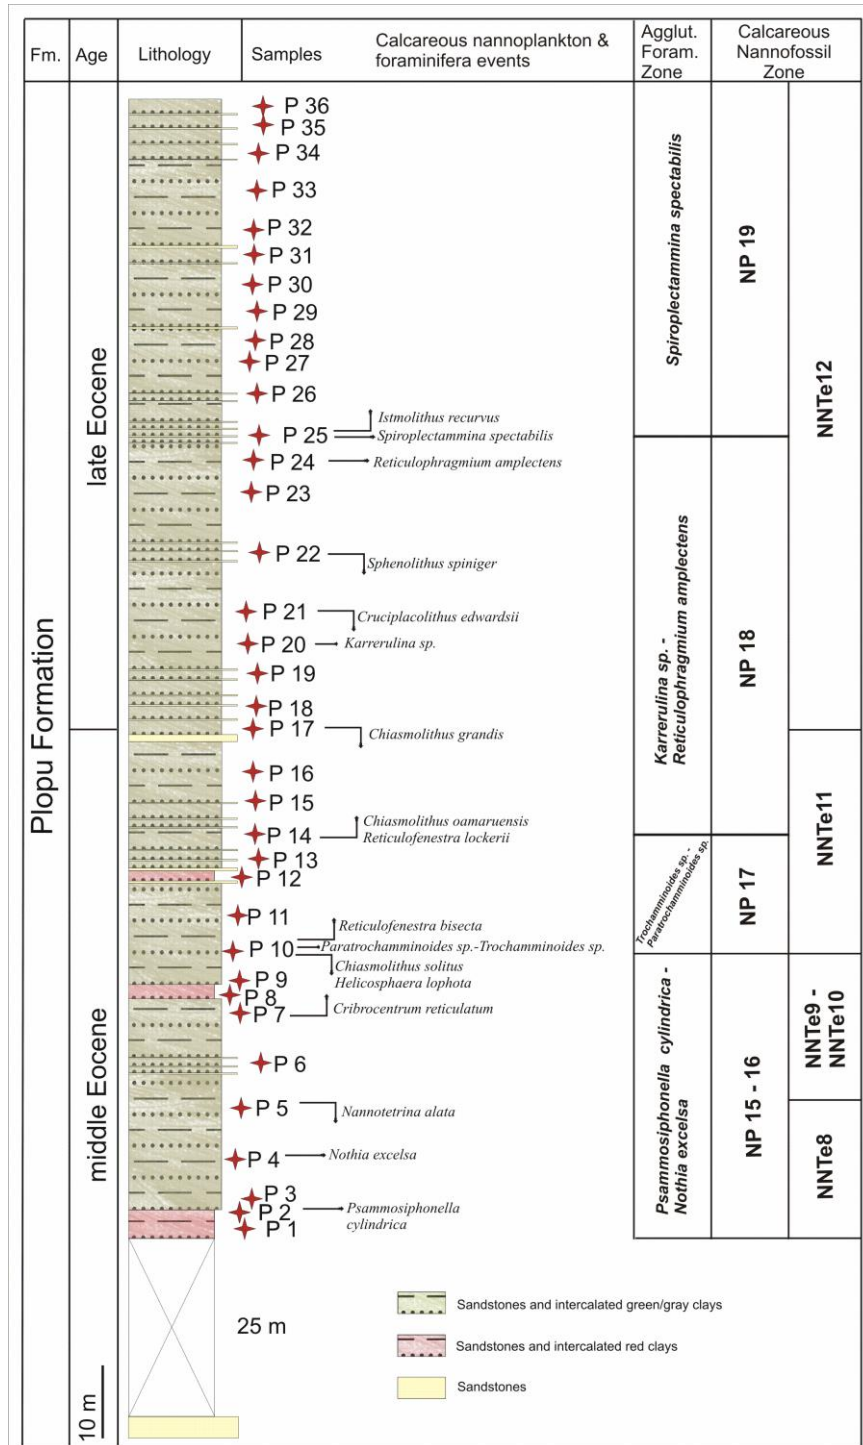 Fm.
Age
Lithology
Samples
Calcareous nannoplankton &
foraminifera events
Agglut.
Foram.
Zone
Calcareous
Nannofossil
Zone
Plopu Formation
late Eocene
middle Eocene
P 36
P 35
P 34
P 33
P 32
P 31
P 30
P 29
P 28
P 27
P 26
Istmolithus recurvus
P 25
Spiroplectammina spectabilis
P 24
Reticulophragmium amplectens
P 23
P 22
Sphenolithus spiniger
P 21
Cruciplacolithus edwardsii
P 20
Karrerulina sp.
P 19
P 18
P 17
Chiasmolithus grandis
P 16
P 15
Chiasmolithus oamaruensis
P 14
Reticulofenestra lockerii
P 13
P 12
P 11
Reticulofenestra bisecta
P 10
Paratrochamminoides sp.-Trochamminoides sp.
Chiasmolithus solitus
P 9
Helicosphaera lophota
P 8
P 7
Cribrocentrum reticulatum
P 6
P 5
Nannotetrina alata
P 4
Nothia excelsa
P 3
P 2
Psammosiphonella
cylindrica
P 1
Spiroplectammina spectabilis
Karrerulina sp. -
Reticulophragmium amplectens
Trochamminoides sp. -
Paratrochamminoides sp.
Psammosiphonella cylindrica -
Nothia excelsa
NP 19
NP 18
NP 17
NP 15 - 16
NNTe12
NNTe11
NNTe9 -
NNTe10
NNTe8
25 m
10 m
Sandstones and intercalated green/gray clays
Sandstones and intercalated red clays
Sandstones